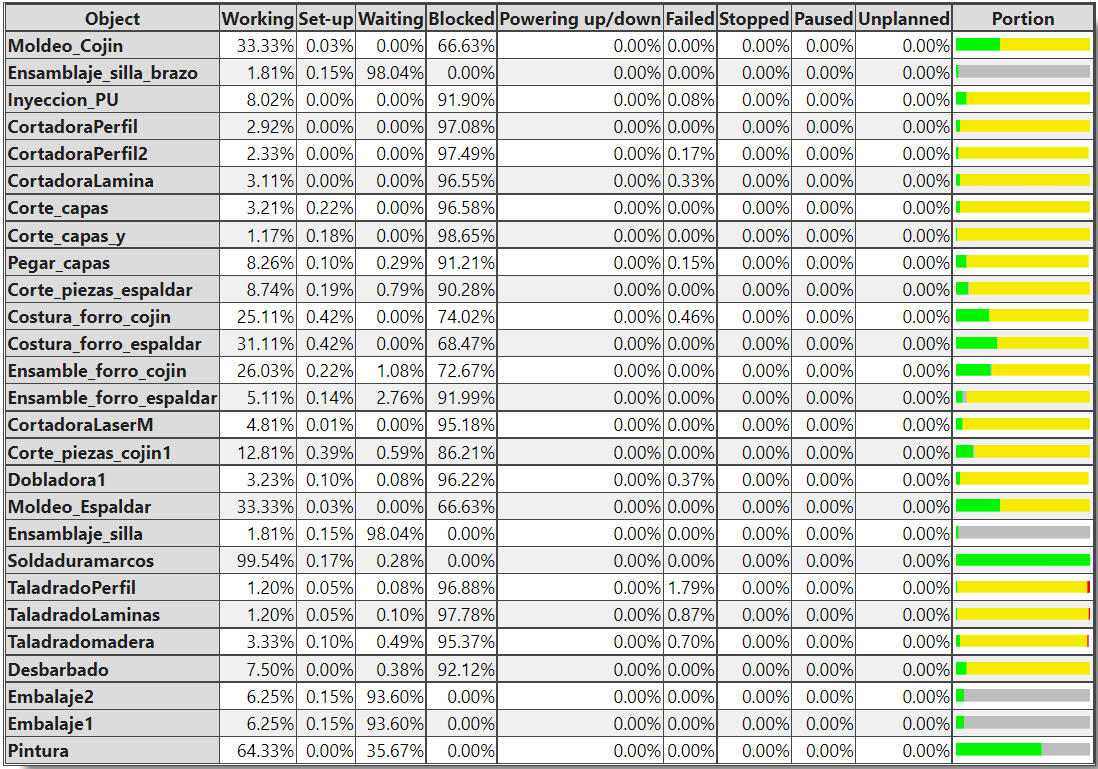 Object Working Set-up Waiting Blocked Powering up/down Failed Stopped Paused Unplanned Portion
Moldeo_Cojin 33.33% 0.03% 0.00% 66.63% 0.00% 0.00% 0.00% 0.00% 0.00%
Ensamblaje_silla_brazo 1.81% 0.15% 98.04% 0.00% 0.00% 0.00% 0.00% 0.00% 0.00%
Inyeccion_PU 8.02% 0.00% 0.00% 91.90% 0.00% 0.08% 0.00% 0.00% 0.00%
CortadoraPerfil 2.92% 0.00% 0.00% 97.08% 0.00% 0.00% 0.00% 0.00% 0.00%
CortadoraPerfil2 2.33% 0.00% 0.00% 97.49% 0.00% 0.17% 0.00% 0.00% 0.00%
CortadoraLamina 3.11% 0.00% 0.00% 96.55% 0.00% 0.33% 0.00% 0.00% 0.00%
Corte_capas 3.21% 0.22% 0.00% 96.58% 0.00% 0.00% 0.00% 0.00% 0.00%
Corte_capas_y 1.17% 0.18% 0.00% 98.65% 0.00% 0.00% 0.00% 0.00% 0.00%
Pegar_capas 8.26% 0.10% 0.29% 91.21% 0.00% 0.15% 0.00% 0.00% 0.00%
Corte_piezas_espaldar 8.74% 0.19% 0.79% 90.28% 0.00% 0.00% 0.00% 0.00% 0.00%
Costura_forro_cojin 25.11% 0.42% 0.00% 74.02% 0.00% 0.46% 0.00% 0.00% 0.00%
Costura_forro_espaldar 31.11% 0.42% 0.00% 68.47% 0.00% 0.00% 0.00% 0.00% 0.00%
Ensamble_forro_cojin 26.03% 0.22% 1.08% 72.67% 0.00% 0.00% 0.00% 0.00% 0.00%
Ensamble_forro_espaldar 5.11% 0.14% 2.76% 91.99% 0.00% 0.00% 0.00% 0.00% 0.00%
CortadoraLaserM 4.81% 0.01% 0.00% 95.18% 0.00% 0.00% 0.00% 0.00% 0.00%
Corte_piezas_cojin1 12.81% 0.39% 0.59% 86.21% 0.00% 0.00% 0.00% 0.00% 0.00%
Dobladora1 3.23% 0.10% 0.08% 96.22% 0.00% 0.37% 0.00% 0.00% 0.00%
Moldeo_Espaldar 33.33% 0.03% 0.00% 66.63% 0.00% 0.00% 0.00% 0.00% 0.00%
Ensamblaje_silla 1.81% 0.15% 98.04% 0.00% 0.00% 0.00% 0.00% 0.00% 0.00%
Soldaduramarcos 99.54% 0.17% 0.28% 0.00% 0.00% 0.00% 0.00% 0.00% 0.00%
TaladradoPerfil 1.20% 0.05% 0.08% 96.88% 0.00% 1.79% 0.00% 0.00% 0.00%
TaladradoLaminas 1.20% 0.05% 0.10% 97.78% 0.00% 0.87% 0.00% 0.00% 0.00%
Taladradomadera 3.33% 0.10% 0.49% 95.37% 0.00% 0.70% 0.00% 0.00% 0.00%
Desbarbado 7.50% 0.00% 0.38% 92.12% 0.00% 0.00% 0.00% 0.00% 0.00%
Embalaje2 6.25% 0.15% 93.60% 0.00% 0.00% 0.00% 0.00% 0.00% 0.00%
Embalaje1 6.25% 0.15% 93.60% 0.00% 0.00% 0.00% 0.00% 0.00% 0.00%
Pintura 64.33% 0.00% 35.67% 0.00% 0.00% 0.00% 0.00% 0.00% 0.00%